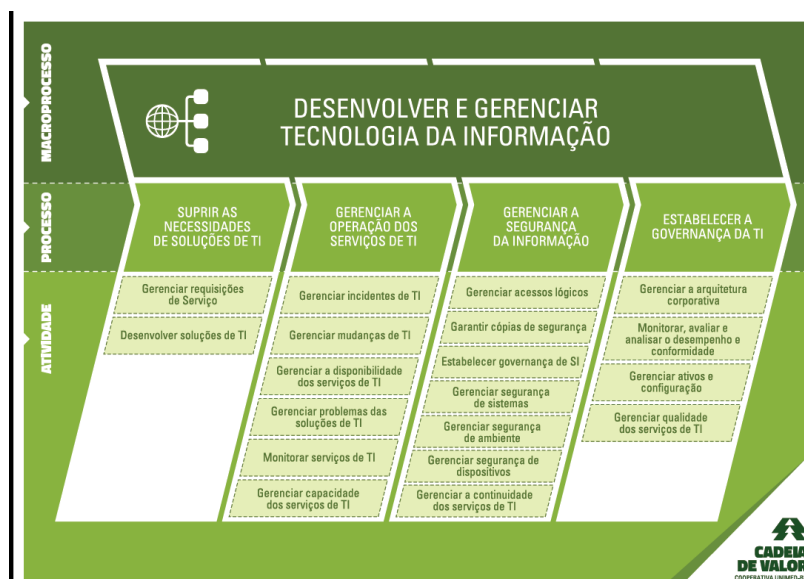 MACROPROCESSO
DESENVOLVER E GERENCIAR
TECNOLOGIA DA INFORMAÇÃO
PROCESSO
SUPRIR AS
NECESSIDADES
DE SOLUÇÕES DE TI
GERENCIAR A
OPERAÇÃO DOS
SERVIÇOS DE TI
GERENCIAR A
SEGURANÇA
DA INFORMAÇÃO
ESTABELECER A
GOVERNANÇA DA TI
ATIVIDADE
Gerenciar requisições
de Serviço
Desenvolver soluções de TI
Gerenciar incidentes de TI
Gerenciar mudanças de TI
Gerenciar a disponibilidade
dos serviços de TI
Gerenciar problemas das
soluções de TI
Monitorar serviços de TI
Gerenciar capacidade
dos serviços de TI
Gerenciar acessos lógicos
Garantir cópias de segurança
Estabelecer governança de SI
Gerenciar segurança
de sistemas
Gerenciar segurança
de ambiente
Gerenciar segurança de
dispositivos
Gerenciar a continuidade
dos serviços de TI
Gerenciar a arquitetura
corporativa
Monitorar, avaliar e
analisar o desempenho e
conformidade
Gerenciar ativos e
configuração
Gerenciar qualidade
dos serviços de TI
CADEIA
DE VALOR
COOPERATIVA UNIMED-